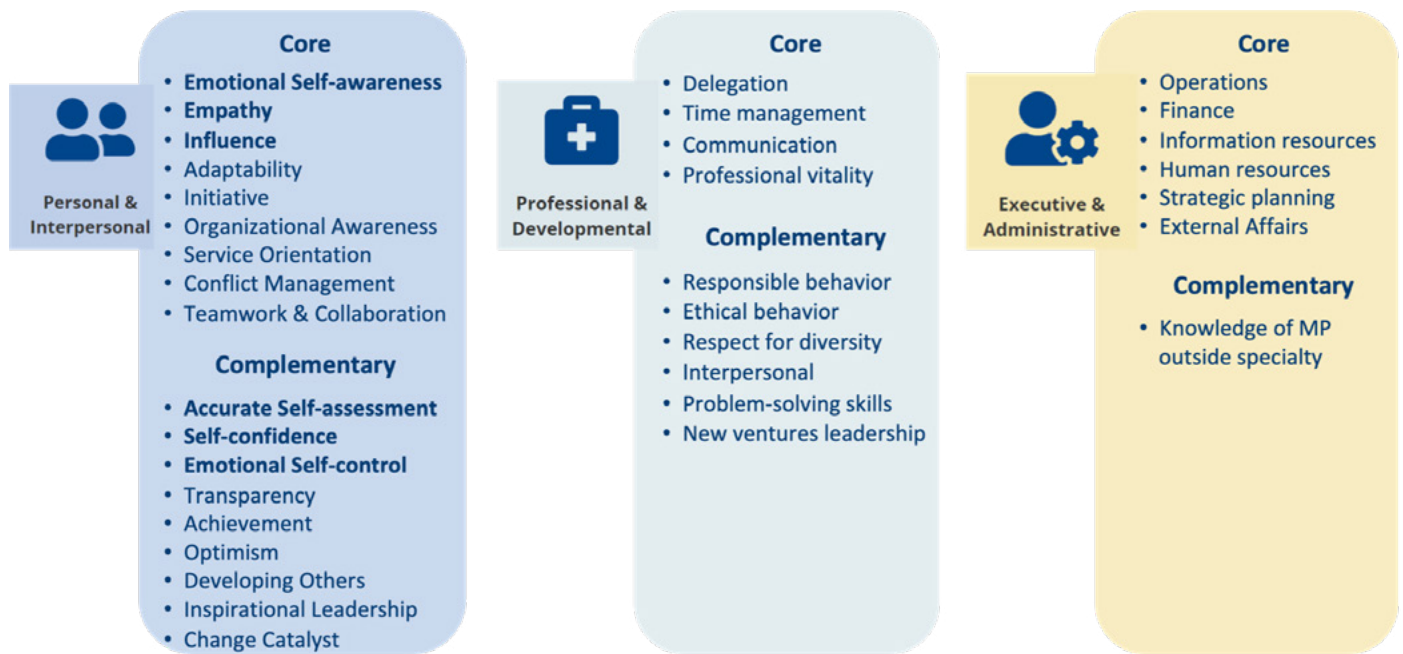 Personal &
Interpersonal
Core
• Emotional Self-awareness
• Empathy
• Influence
• Adaptability
• Initiative
• Organizational Awareness
• Service Orientation
• Conflict Management
• Teamwork & Collaboration
Complementary
• Accurate Self-assessment
• Self-confidence
• Emotional Self-control
• Transparency
• Achievement
• Optimism
• Developing Others
• Inspirational Leadership
• Change Catalyst
Professional &
Developmental
Core
• Delegation
• Time management
• Communication
• Professional vitality
Complementary
• Responsible behavior
• Ethical behavior
• Respect for diversity
• Interpersonal
• Problem-solving skills
• New ventures leadership
Executive &
Administrative
Core
• Operations
• Finance
• Information resources
• Human resources
• Strategic planning
• External Affairs
Complementary
• Knowledge of MP
outside specialty